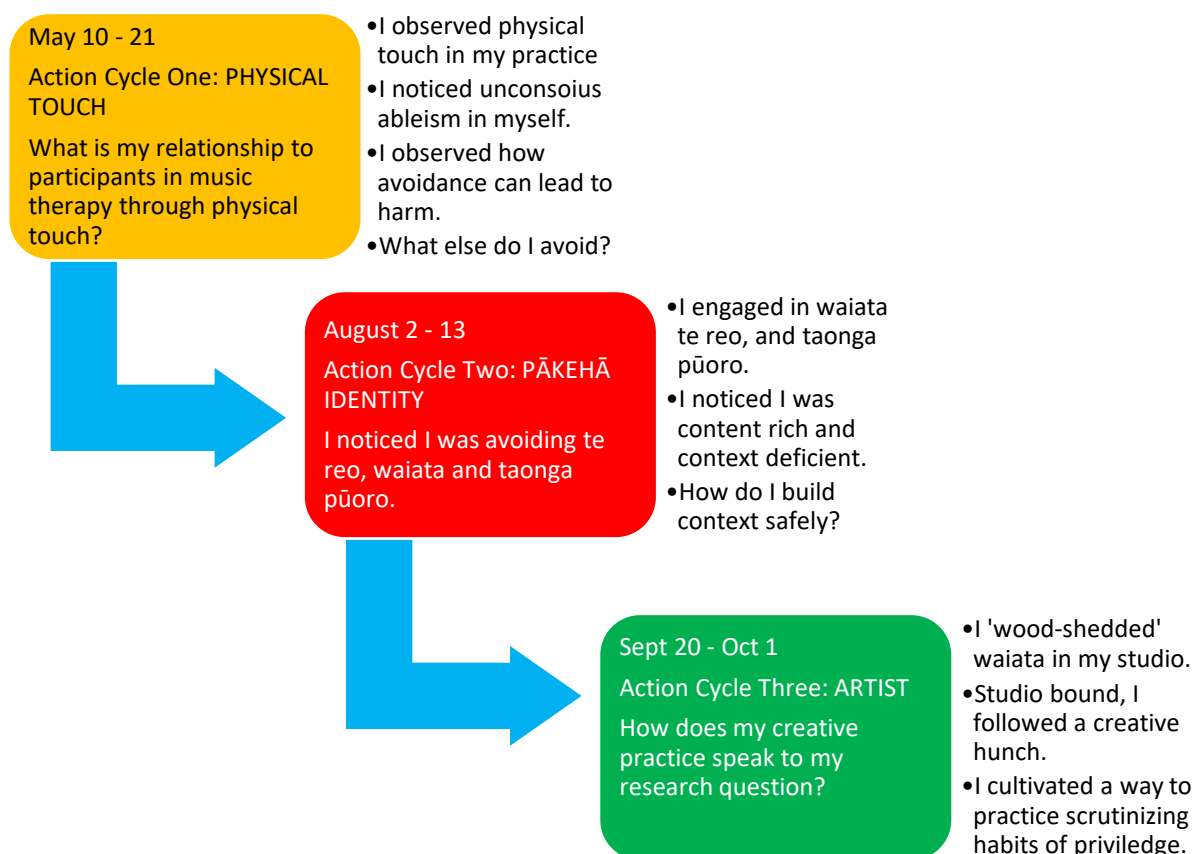 May 10 - 21
Action Cycle One: PHYSICAL
TOUCH
What is my relationship to
participants in music
therapy through physical
touch?
•I observed physical
touch in my practice
•I noticed unconsoius
ableism in myself.
•I observed how
avoidance can lead to
harm.
•What else do I avoid?
August 2 - 13
Action Cycle Two: PĀKEHĀ
IDENTITY
I noticed I was avoiding te
reo, waiata and taonga
pūoro.
•I engaged in waiata
te reo, and taonga
pūoro.
•I noticed I was
content rich and
context deficient.
•How do I build
context safely?
Sept 20 - Oct 1
Action Cycle Three: ARTIST
How does my creative
practice speak to my
research question?
•I 'wood-shedded'
waiata in my studio.
•Studio bound, I
followed a creative
hunch.
•I cultivated a way to
practice scrutinizing
habits of priviledge.